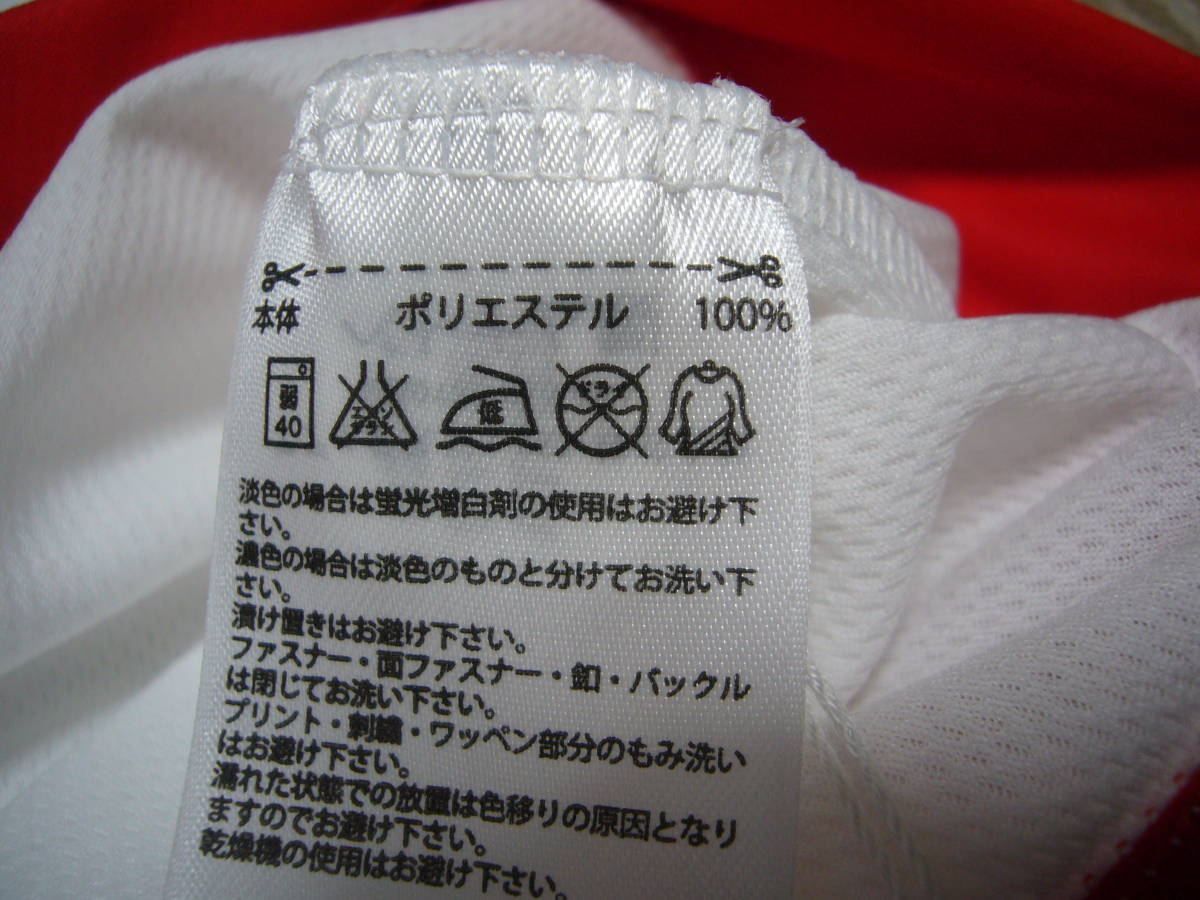 本体 ポリエステル 100%
弱 40 エンソ サラシ 低 ドライ
淡色の場合は蛍光増白剤の使用はお避け下
さい。
濃色の場合は淡色のものと分けてお洗い下
さい。
漬け置きはお避け下さい。
ファスナー・面ファスナー・釦・バックル
は閉じてお洗い下さい。
プリント・刺繍・ワッペン部分のもみ洗い
はお避け下さい。
濡れた状態での放置は色移りの原因となり
ますのでお避け下さい。
乾燥機の使用はお避け下さい。